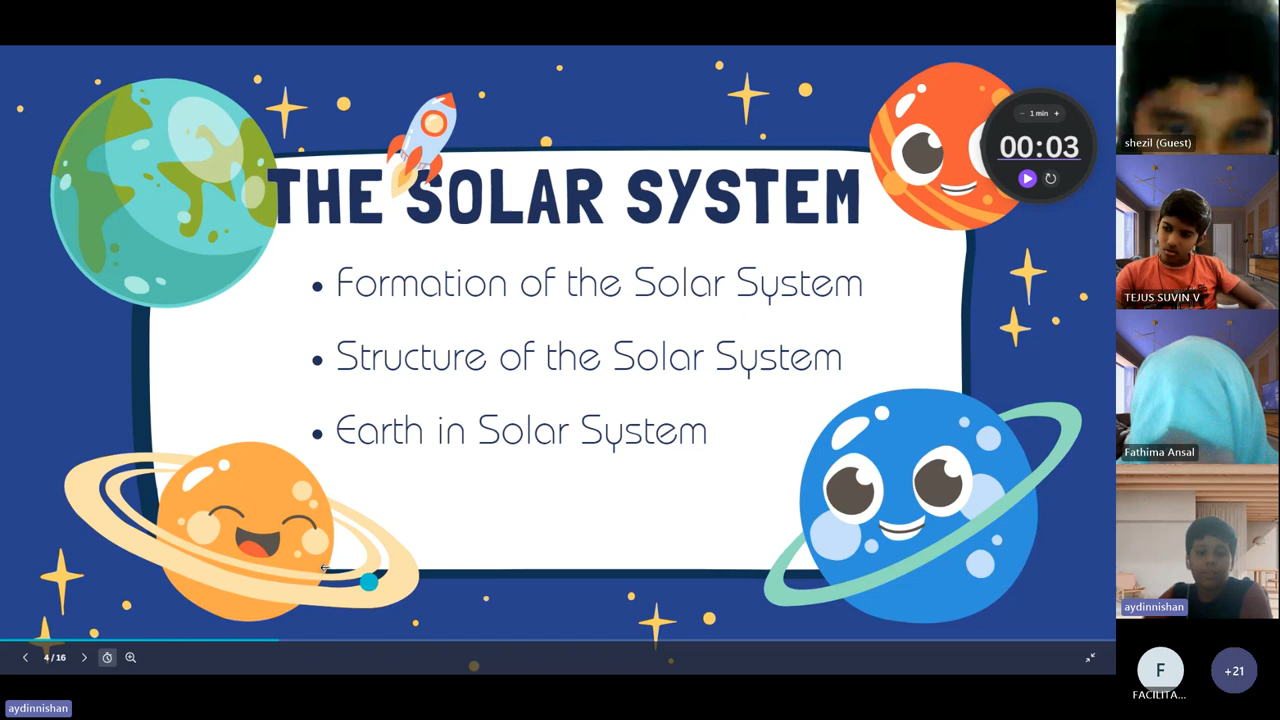 THE SOLAR SYSTEM
• Formation of the Solar System
• Structure of the Solar System
• Earth in Solar System
− 1 min +
00:03
4/16
shezil (Guest)
TEJUS SUVIN V
Fathima Ansal
aydinnishan
F
FACILITA...
+21
aydinnishan